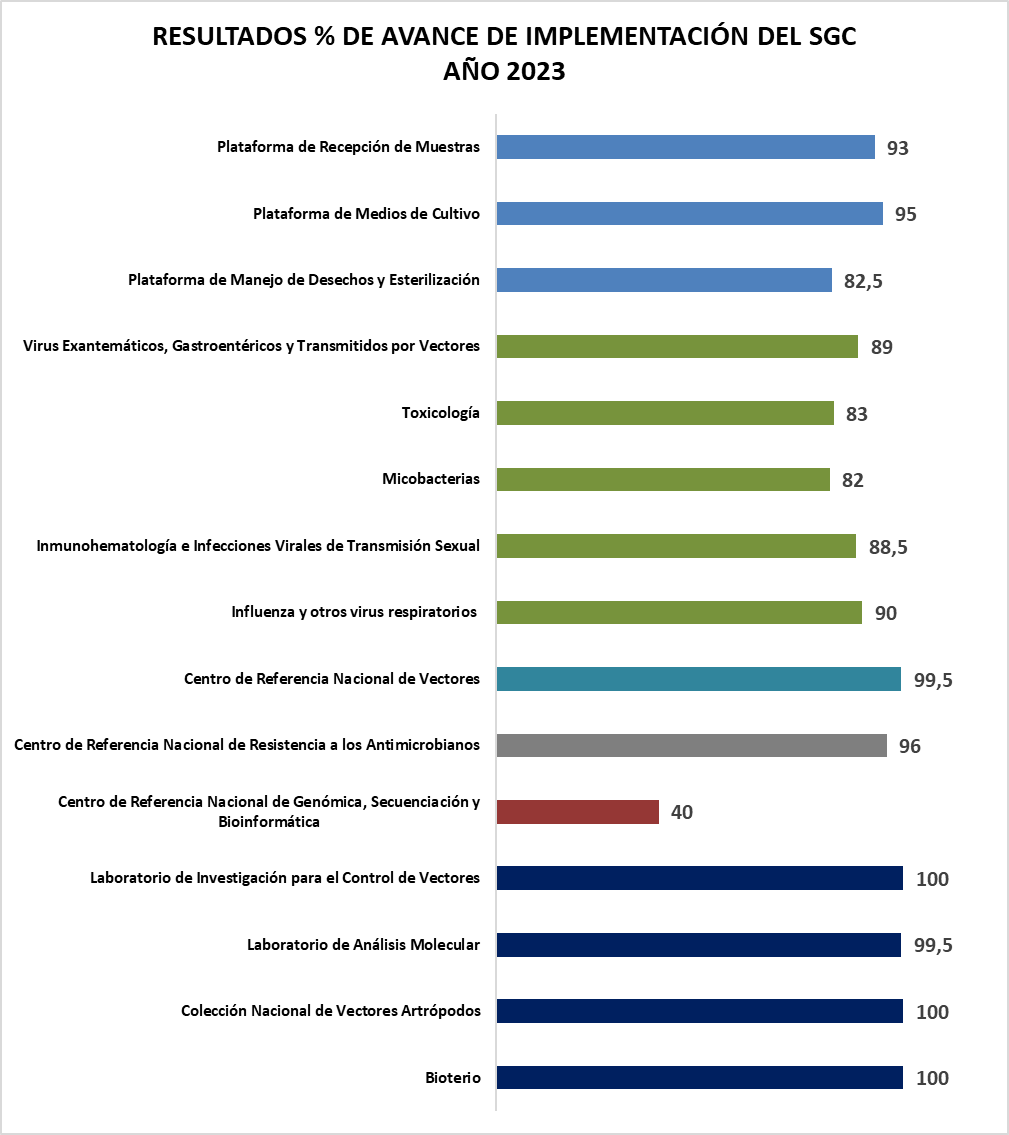 RESULTADOS % DE AVANCE DE IMPLEMENTACIÓN DEL SGC
AÑO 2023
Plataforma de Recepción de Muestras 93
Plataforma de Medios de Cultivo 95
Plataforma de Manejo de Desechos y Esterilización 82,5
Virus Exantemáticos, Gastroentéricos y Transmitidos por Vectores 89
Toxicología 83
Micobacterias 82
Inmunohematología e Infecciones Virales de Transmisión Sexual 88,5
Influenza y otros virus respiratorios 90
Centro de Referencia Nacional de Vectores 99,5
Centro de Referencia Nacional de Resistencia a los Antimicrobianos 96
Centro de Referencia Nacional de Genómica, Secuenciación y
Bioinformática 40
Laboratorio de Investigación para el Control de Vectores 100
Laboratorio de Análisis Molecular 99,5
Colección Nacional de Vectores Artrópodos 100
Bioterio 100